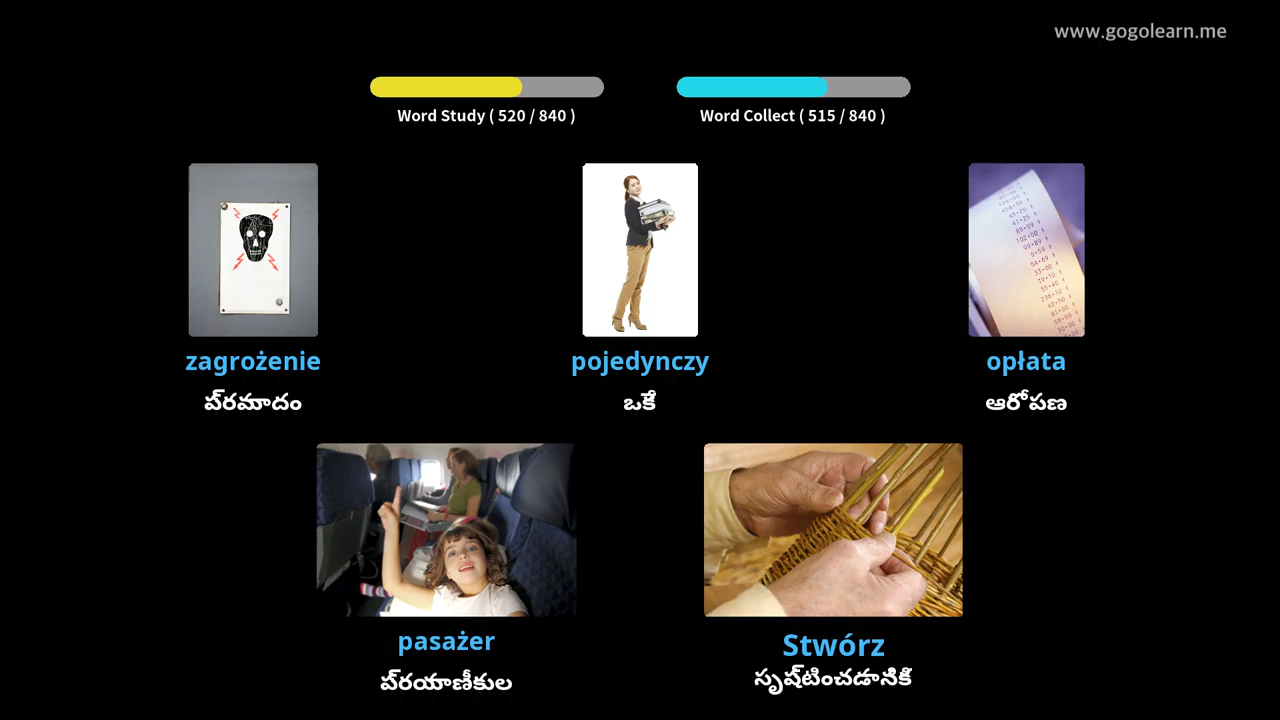 www.gogolearn.me
Word Study ( 520 / 840 )
Word Collect ( 515 / 840 )
zagrożenie
pojedynczy
opłata
ప్రమాదం
ఒకే
ఆరోపణ
pasażer
Stwórz
ప్రయాణీకుల
సృష్టించడానికి